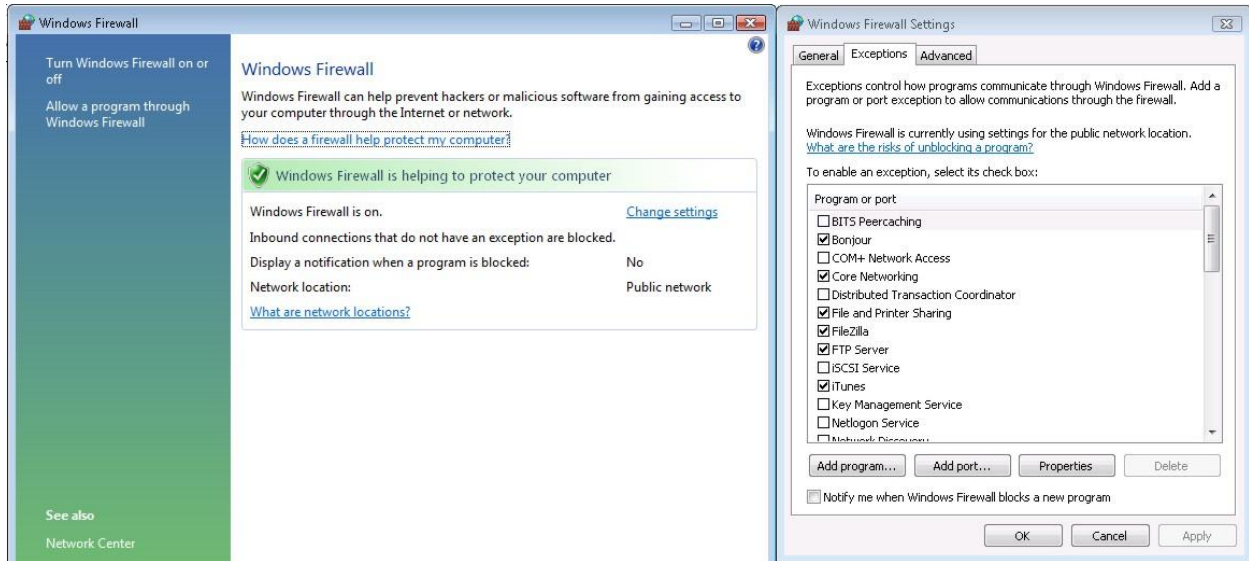 Windows Firewall
Turn Windows Firewall on or
off
Allow a program through
Windows Firewall
See also
Network Center
Windows Firewall
Windows Firewall can help prevent hackers or malicious software from gaining access to
your computer through the Internet or network.
How does a firewall help protect my computer?
Windows Firewall is helping to protect your computer
Windows Firewall is on.
Change settings
Inbound connections that do not have an exception are blocked.
Display a notification when a program is blocked: No
Network location: Public network
What are network locations?
Windows Firewall Settings
General Exceptions Advanced
Exceptions control how programs communicate through Windows Firewall. Add a
program or port exception to allow communications through the firewall.
Windows Firewall is currently using settings for the public network location.
What are the risks of unblocking a program?
To enable an exception, select its check box:
Program or port
BITS Peercaching
Bonjour
COM+ Network Access
Core Networking
Distributed Transaction Coordinator
File and Printer Sharing
FileZilla
FTP Server
iSCSI Service
iTunes
Key Management Service
Netlogon Service
Network Discovery
Add program... Add port... Properties Delete
Notify me when Windows Firewall blocks a new program
OK Cancel Apply